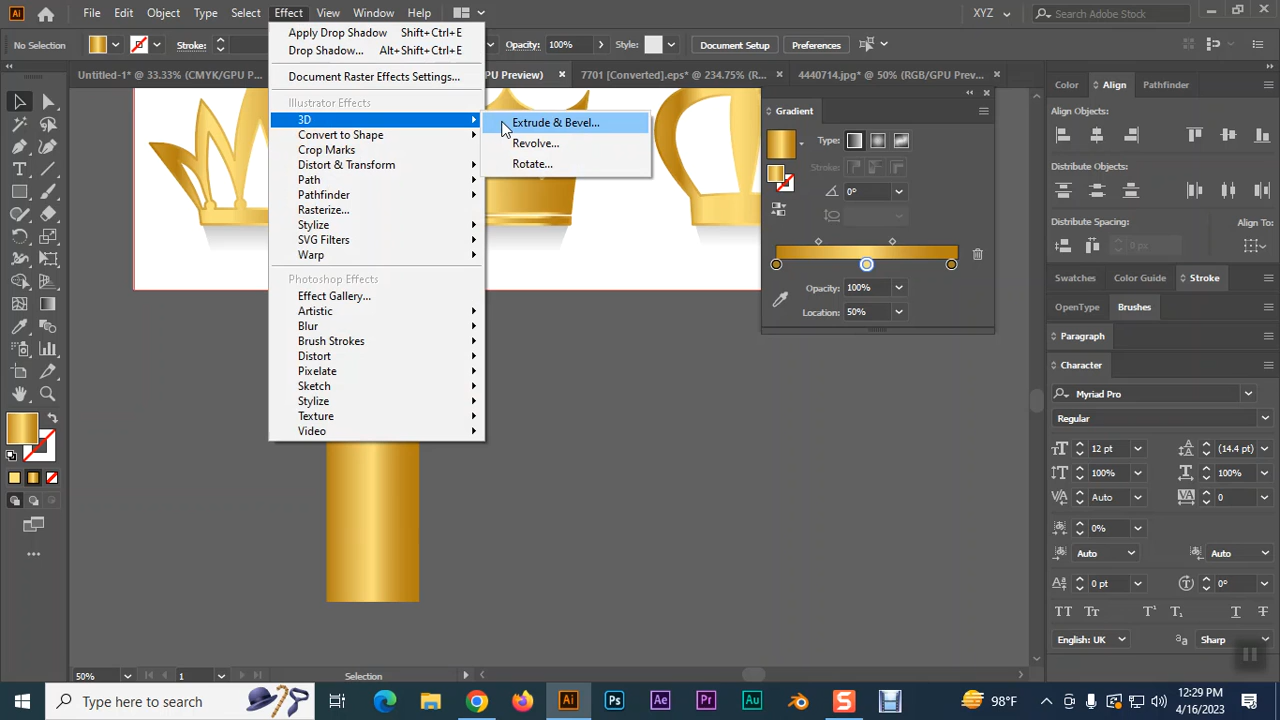 File Edit Object Type Select Effect View Window Help XYZ Search Adobe Stock
No Selection Stroke: Opacity: 100% Style: Document Setup Preferences
Untitled-1* @ 33.33% (CMYK/GPU P... GPU Preview) 7701 [Converted].eps* @ 234.75% (RGB/GPU P... 4440714.jpg* @ 50% (RGB/GPU Prev...
Apply Drop Shadow Shift+Ctrl+E
Drop Shadow... Alt+Shift+Ctrl+E
Document Raster Effects Settings...
Illustrator Effects
3D
Convert to Shape
Crop Marks
Distort & Transform
Path
Pathfinder
Rasterize...
Stylize
SVG Filters
Warp
Photoshop Effects
Effect Gallery...
Artistic
Blur
Brush Strokes
Distort
Pixelate
Sketch
Stylize
Texture
Video
Extrude & Bevel...
Revolve...
Rotate...
Gradient
Type:
Stroke:
0°
Opacity: 100%
Location: 50%
Color Align Pathfinder
Align Objects:
Distribute Objects:
Distribute Spacing: Align To:
0 px
Swatches Color Guide Stroke
OpenType Brushes
Paragraph
Character
Myriad Pro
Regular
12 pt (14.4 pt)
100% 100%
Auto 0
0%
Auto Auto
0 pt 0°
English: UK Sharp
50% 1 Selection
Type here to search
98°F
6:29 PM
4/16/2023